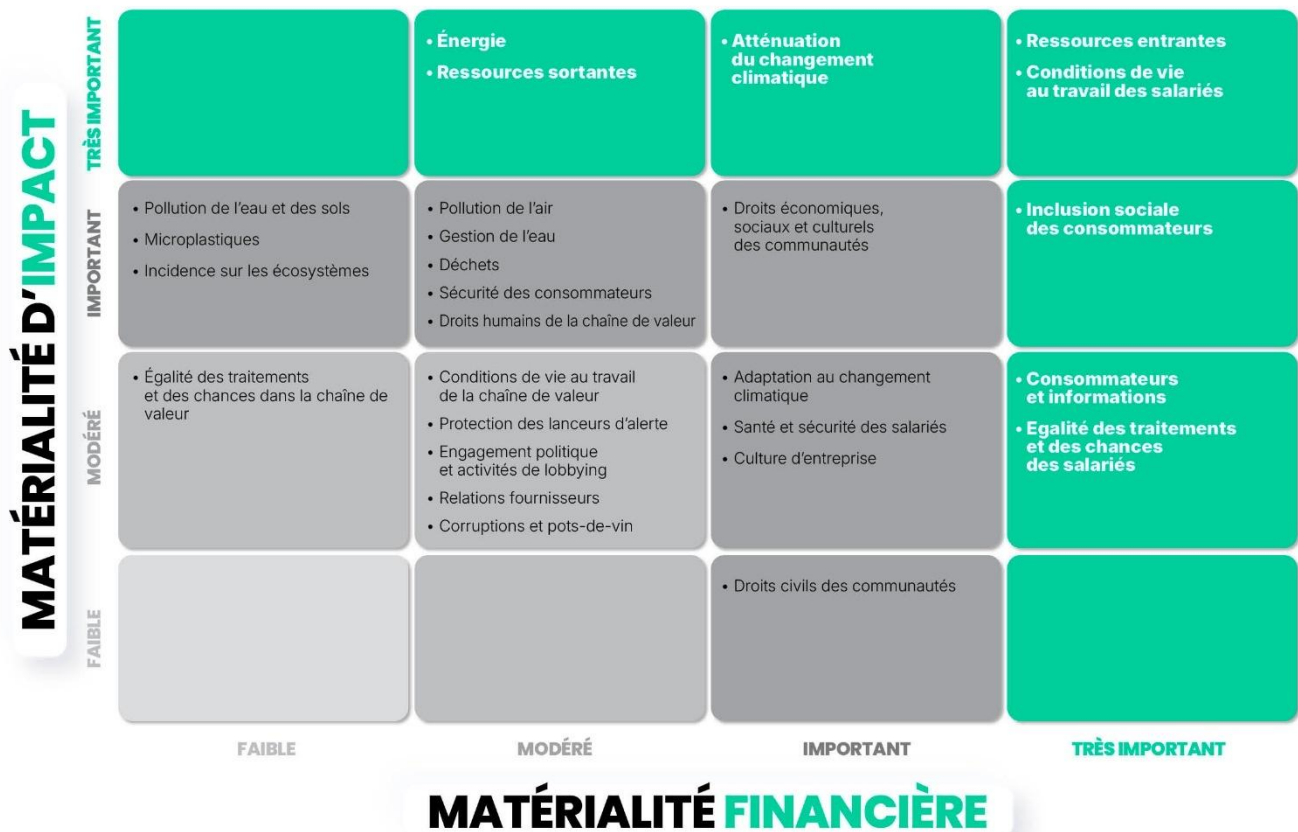 MATÉRIALITÉ D'IMPACT
TRÈS IMPORTANT
• Énergie
• Ressources sortantes
• Atténuation
du changement
climatique
• Ressources entrantes
• Conditions de vie
au travail des salariés
IMPORTANT
• Pollution de l'eau et des sols
• Microplastiques
• Incidence sur les écosystèmes
• Pollution de l'air
• Gestion de l'eau
• Déchets
• Sécurité des consommateurs
• Droits humains de la chaîne de valeur
• Droits économiques,
sociaux et culturels
des communautés
• Inclusion sociale
des consommateurs
MODÉRÉ
• Égalité des traitements
et des chances dans la chaîne de
valeur
• Conditions de vie au travail
de la chaîne de valeur
• Protection des lanceurs d'alerte
• Engagement politique
et activités de lobbying
• Relations fournisseurs
• Corruptions et pots-de-vin
• Adaptation au changement
climatique
• Santé et sécurité des salariés
• Culture d'entreprise
• Consommateurs
et informations
• Egalité des traitements
et des chances
des salariés
FAIBLE
• Droits civils des communautés
FAIBLE
MODÉRÉ
IMPORTANT
TRÈS IMPORTANT
MATÉRIALITÉ FINANCIÈRE